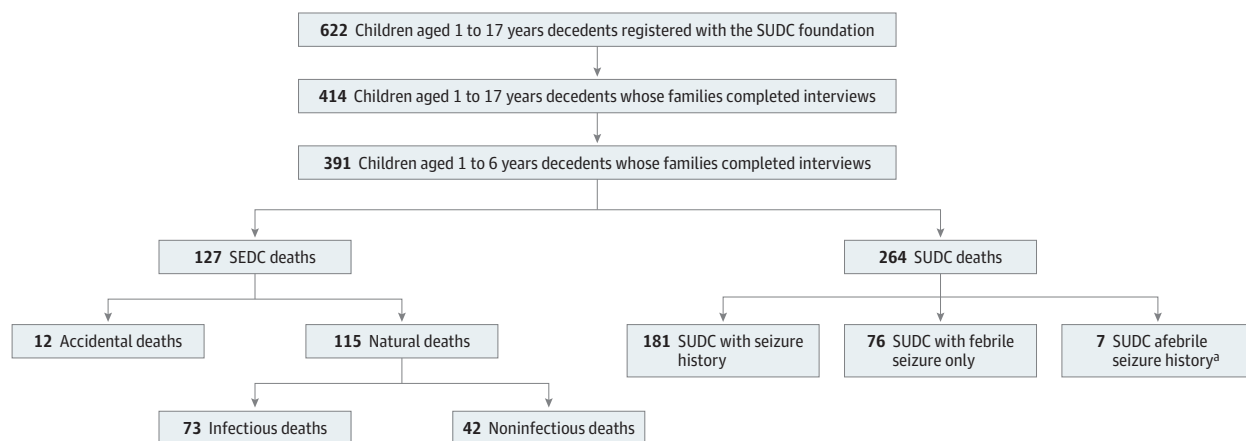 622 Children aged 1 to 17 years decedents registered with the SUDC foundation
414 Children aged 1 to 17 years decedents whose families completed interviews
391 Children aged 1 to 6 years decedents whose families completed interviews
127 SEDC deaths
264 SUDC deaths
12 Accidental deaths
115 Natural deaths
181 SUDC with seizure
history
76 SUDC with febrile
seizure only
7 SUDC afebrile
seizure historyᵃ
73 Infectious deaths
42 Noninfectious deaths